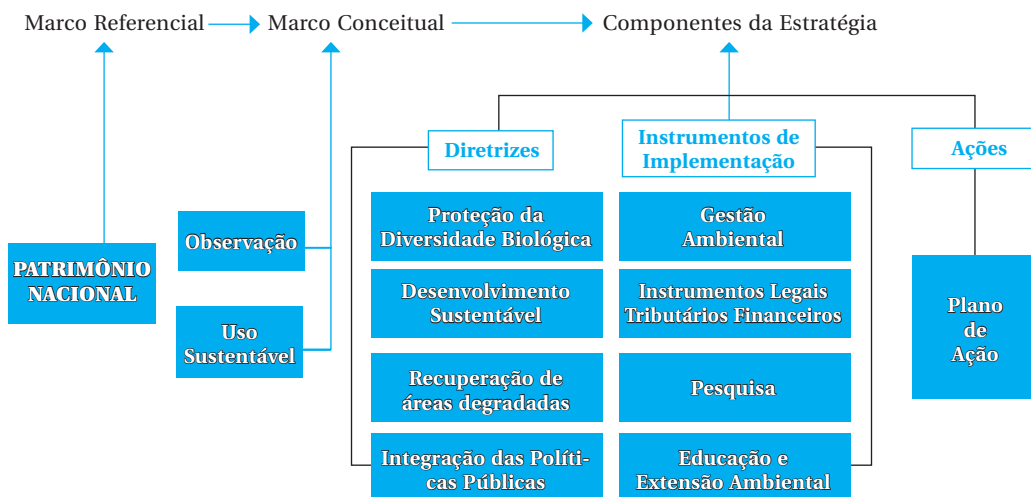 Marco Referencial
Marco Conceitual
Componentes da Estratégia
Diretrizes
Instrumentos de
Implementação
Ações
PATRIMÔNIO
NACIONAL
Observação
Uso
Sustentável
Proteção da
Diversidade Biológica
Desenvolvimento
Sustentável
Recuperação de
áreas degradadas
Integração das Políti-
cas Públicas
Gestão
Ambiental
Instrumentos Legais
Tributários Financeiros
Pesquisa
Educação e
Extensão Ambiental
Plano
de
Ação